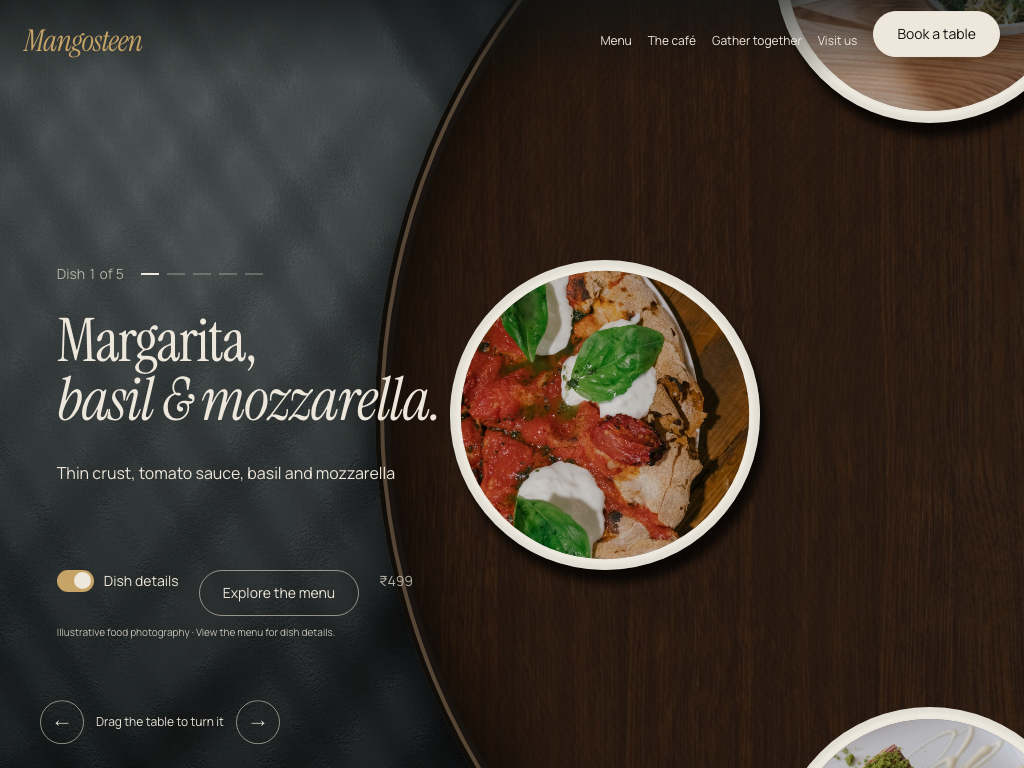 Mangosteen
Menu
The café
Gather together
Visit us
Book a table
Dish 1 of 5
Margarita,
basil & mozzarella.
Thin crust, tomato sauce, basil and mozzarella
Dish details
Explore the menu
₹499
Illustrative food photography · View the menu for dish details.
← Drag the table to turn it →